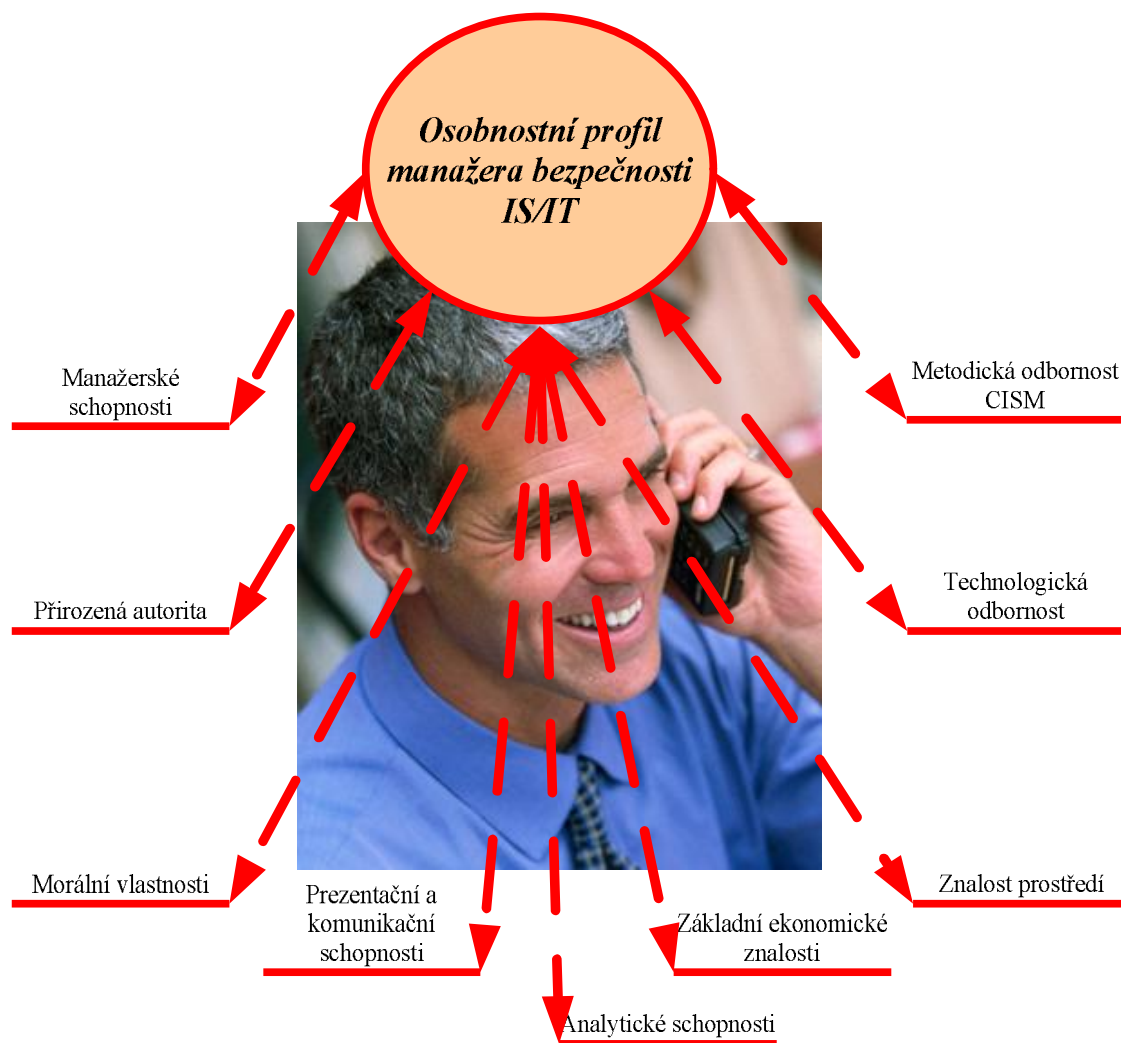 Osobnostní profil
manažera bezpečnosti
IS/IT
Manažerské
schopnosti
Metodická odbornost
CISM
Přirozená autorita
Technologická
odbornost
Morální vlastnosti
Znalost prostředí
Prezentační a
komunikační
schopnosti
Základní ekonomické
znalosti
Analytické schopnosti